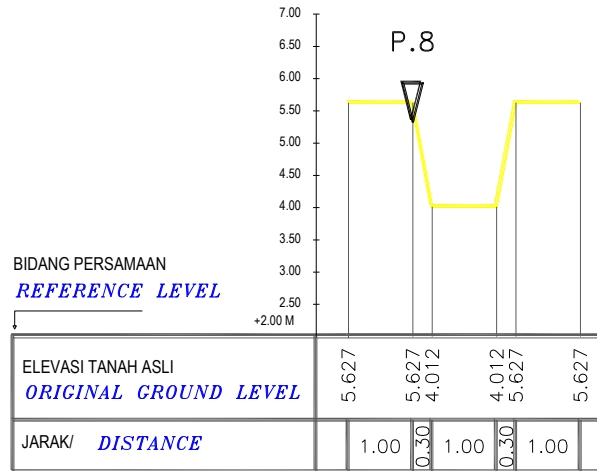 7.00
P.8
6.50
6.00
5.50
5.00
4.50
4.00
3.50
3.00
2.50
+2.00 M
BIDANG PERSAMAAN
REFERENCE LEVEL
ELEVASI TANAH ASLI
ORIGINAL GROUND LEVEL
5.627 5.627 4.012 4.012 5.627 5.627
JARAK/ DISTANCE
1.00 0.30 1.00 0.30 1.00